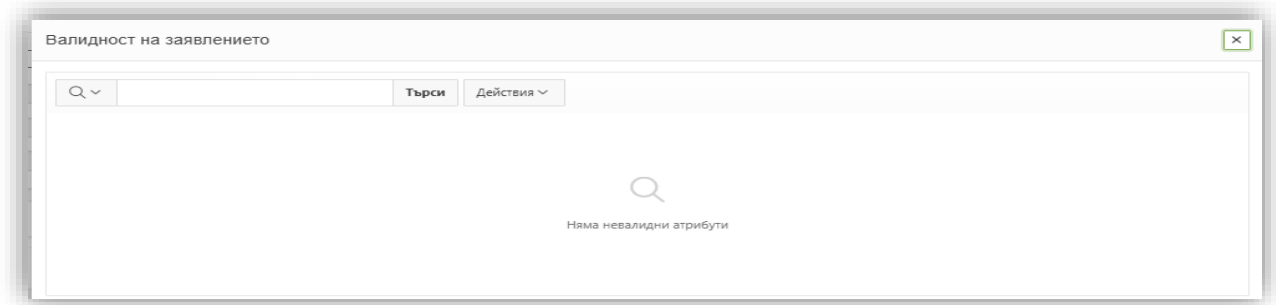 Валидност на заявлението
Търси Действия
Няма невалидни атрибути